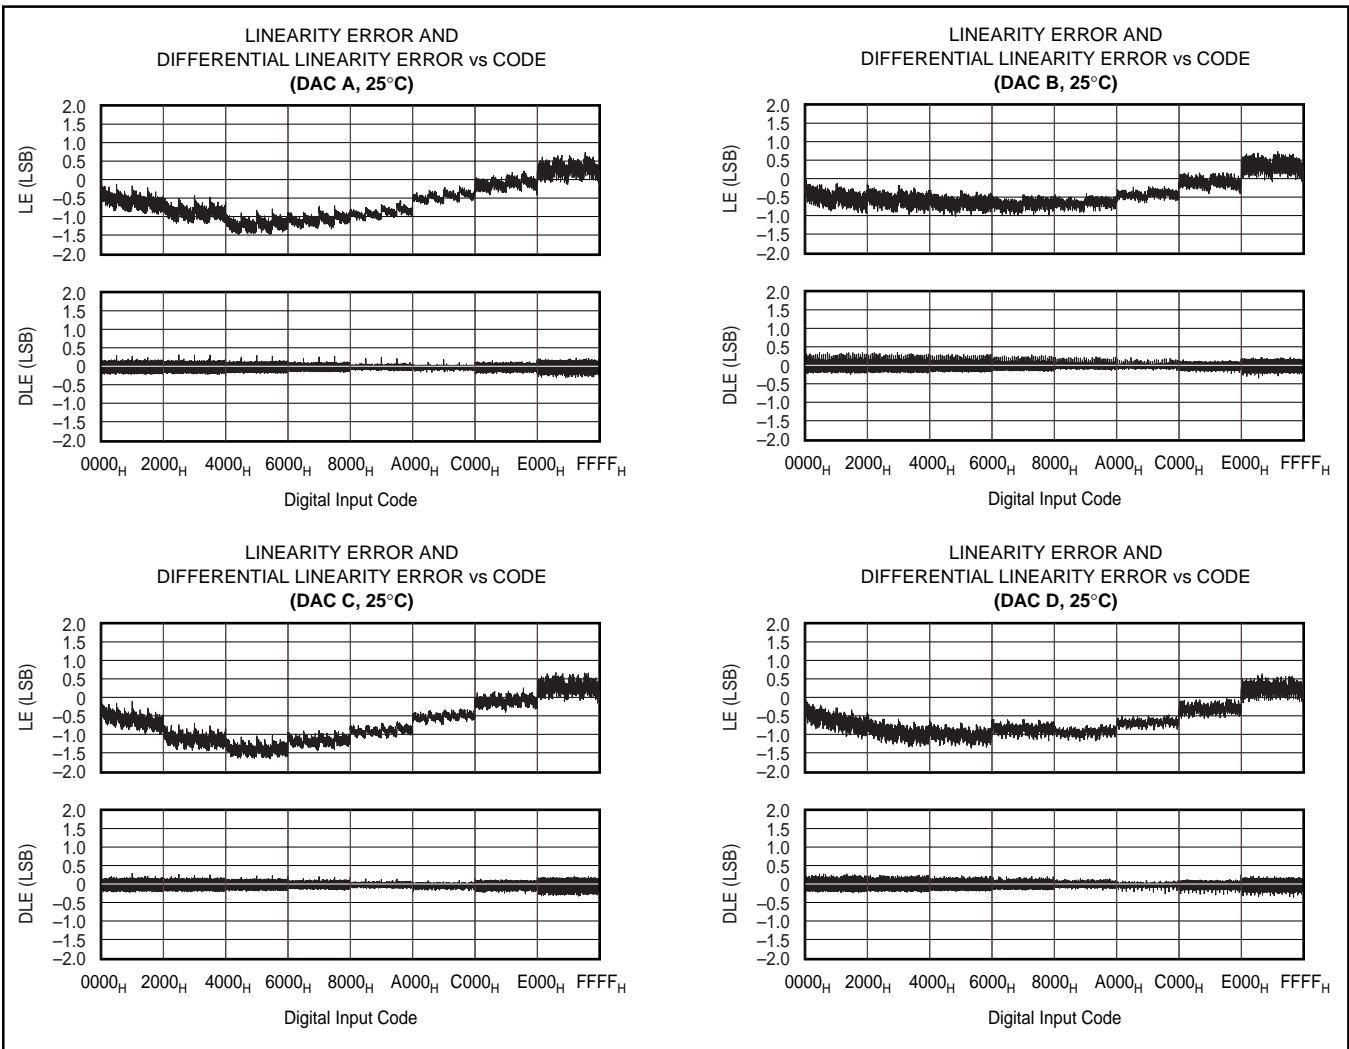 LINEARITY ERROR AND
DIFFERENTIAL LINEARITY ERROR vs CODE
(DAC A, 25°C)
LE (LSB)
2.0
1.5
1.0
0.5
0
–0.5
–1.0
–1.5
–2.0
DLE (LSB)
2.0
1.5
1.0
0.5
0
–0.5
–1.0
–1.5
–2.0
0000H 2000H 4000H 6000H 8000H A000H C000H E000H FFFFH
Digital Input Code
LINEARITY ERROR AND
DIFFERENTIAL LINEARITY ERROR vs CODE
(DAC B, 25°C)
LE (LSB)
2.0
1.5
1.0
0.5
0
–0.5
–1.0
–1.5
–2.0
DLE (LSB)
2.0
1.5
1.0
0.5
0
–0.5
–1.0
–1.5
–2.0
0000H 2000H 4000H 6000H 8000H A000H C000H E000H FFFFH
Digital Input Code
LINEARITY ERROR AND
DIFFERENTIAL LINEARITY ERROR vs CODE
(DAC C, 25°C)
LE (LSB)
2.0
1.5
1.0
0.5
0
–0.5
–1.0
–1.5
–2.0
DLE (LSB)
2.0
1.5
1.0
0.5
0
–0.5
–1.0
–1.5
–2.0
0000H 2000H 4000H 6000H 8000H A000H C000H E000H FFFFH
Digital Input Code
LINEARITY ERROR AND
DIFFERENTIAL LINEARITY ERROR vs CODE
(DAC D, 25°C)
LE (LSB)
2.0
1.5
1.0
0.5
0
–0.5
–1.0
–1.5
–2.0
DLE (LSB)
2.0
1.5
1.0
0.5
0
–0.5
–1.0
–1.5
–2.0
0000H 2000H 4000H 6000H 8000H A000H C000H E000H FFFFH
Digital Input Code